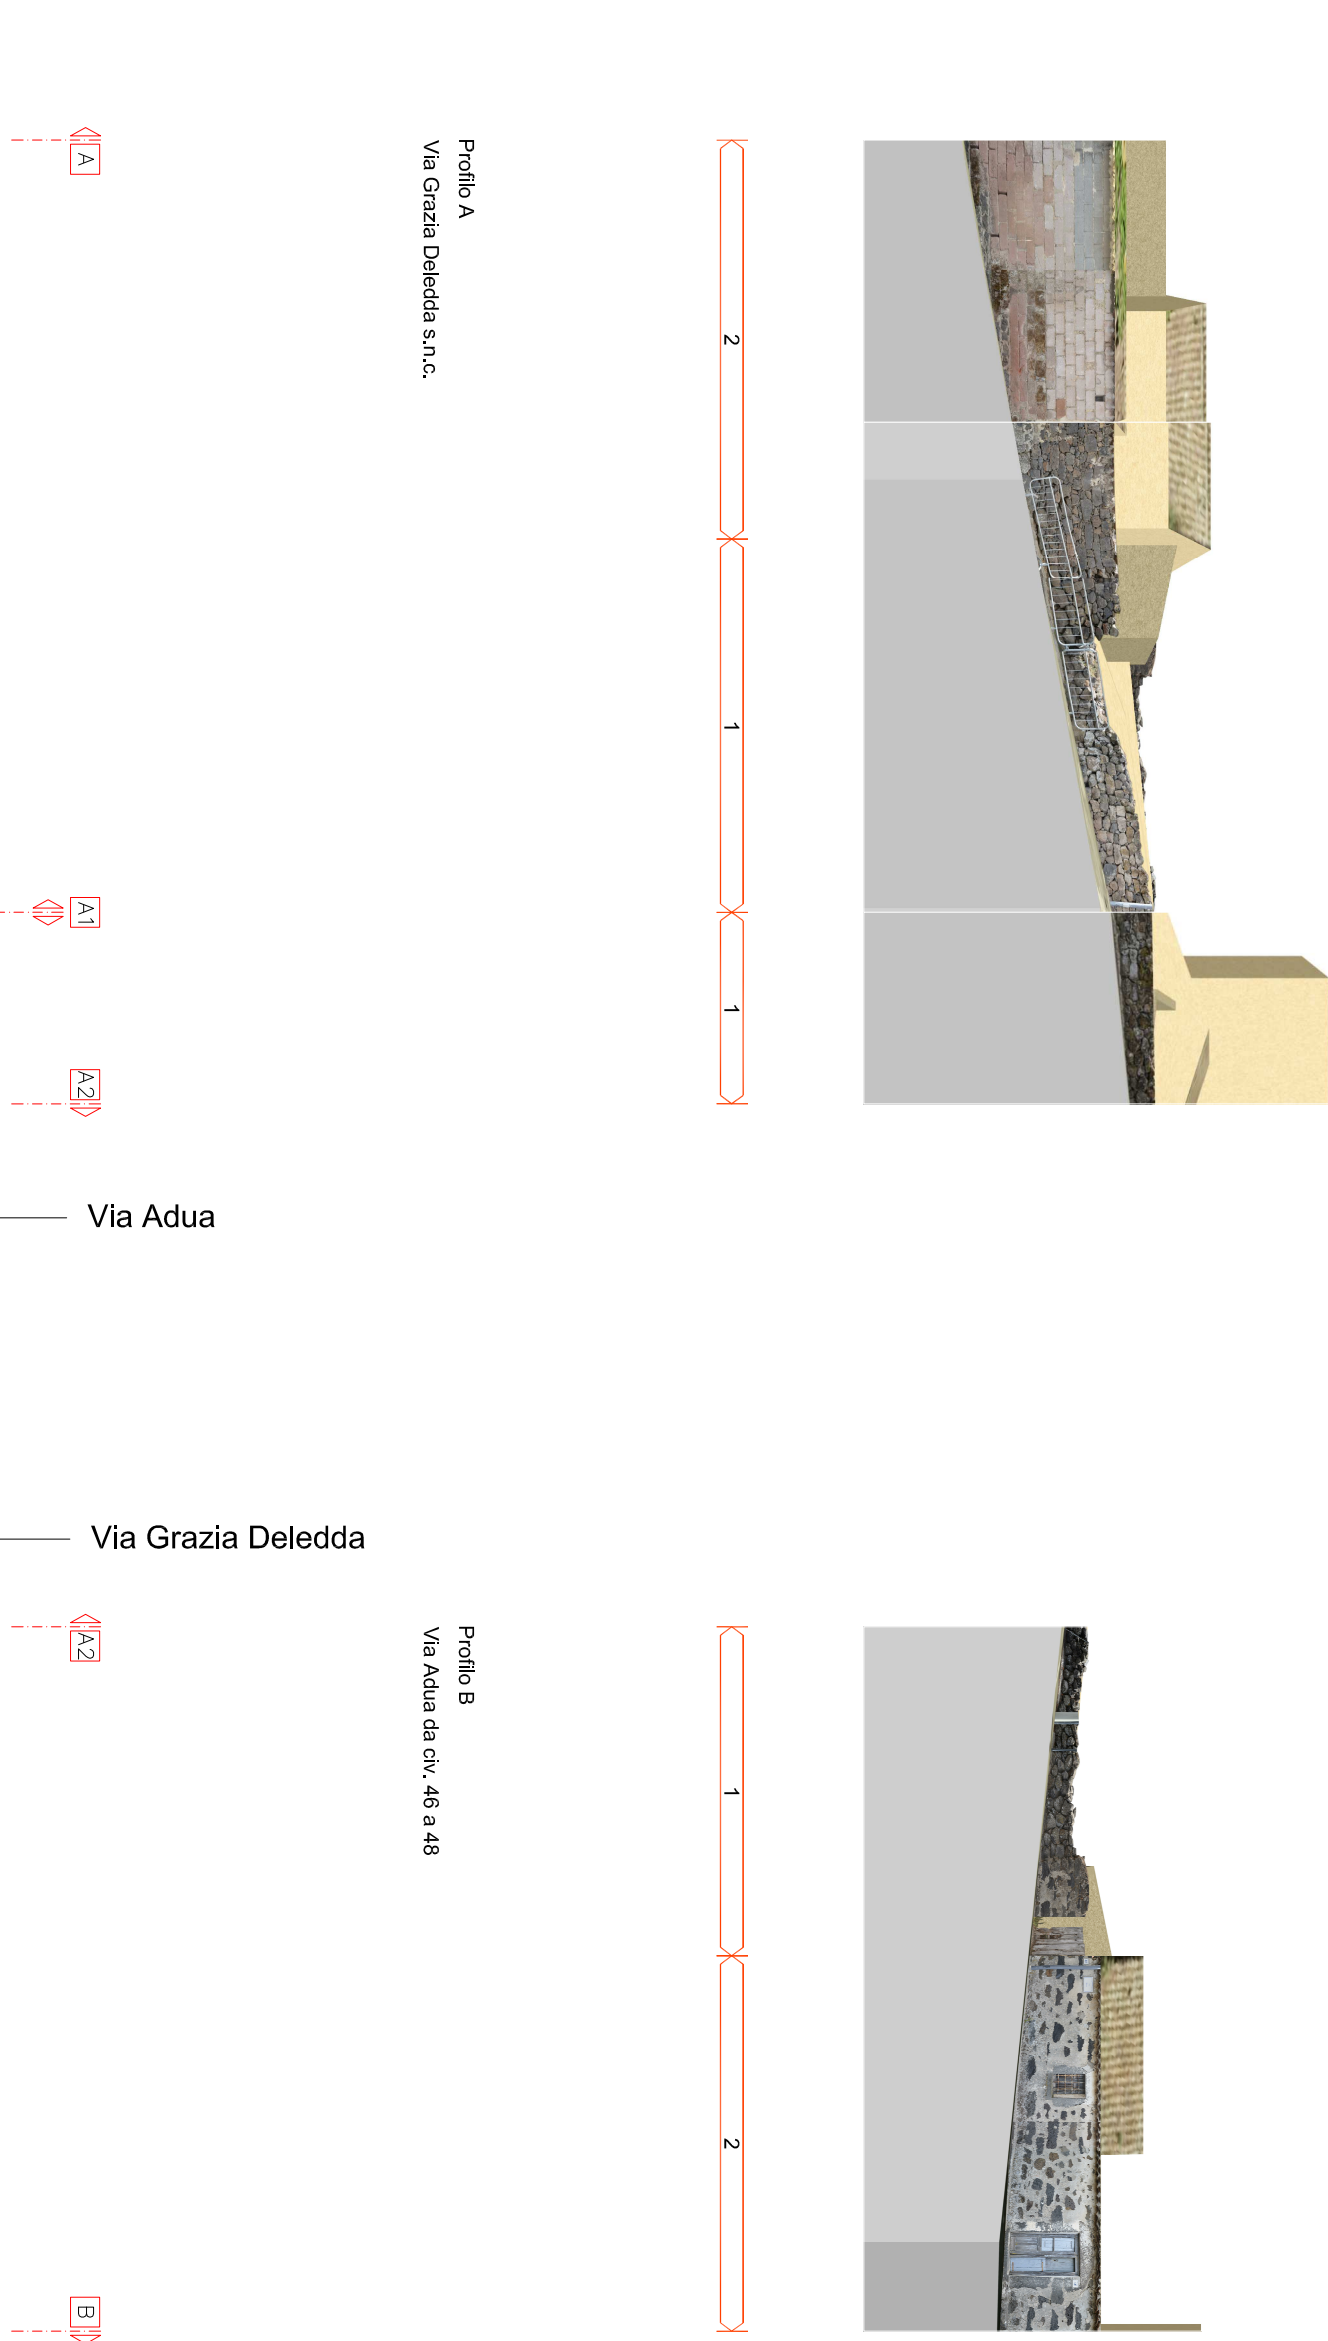 A
Profilo A
Via Grazia Deledda s.n.c.
2
1
A1
1
A2
Via Adua
Via Grazia Deledda
A2
Profilo B
Via Adua da civ. 46 a 48
1
2
B